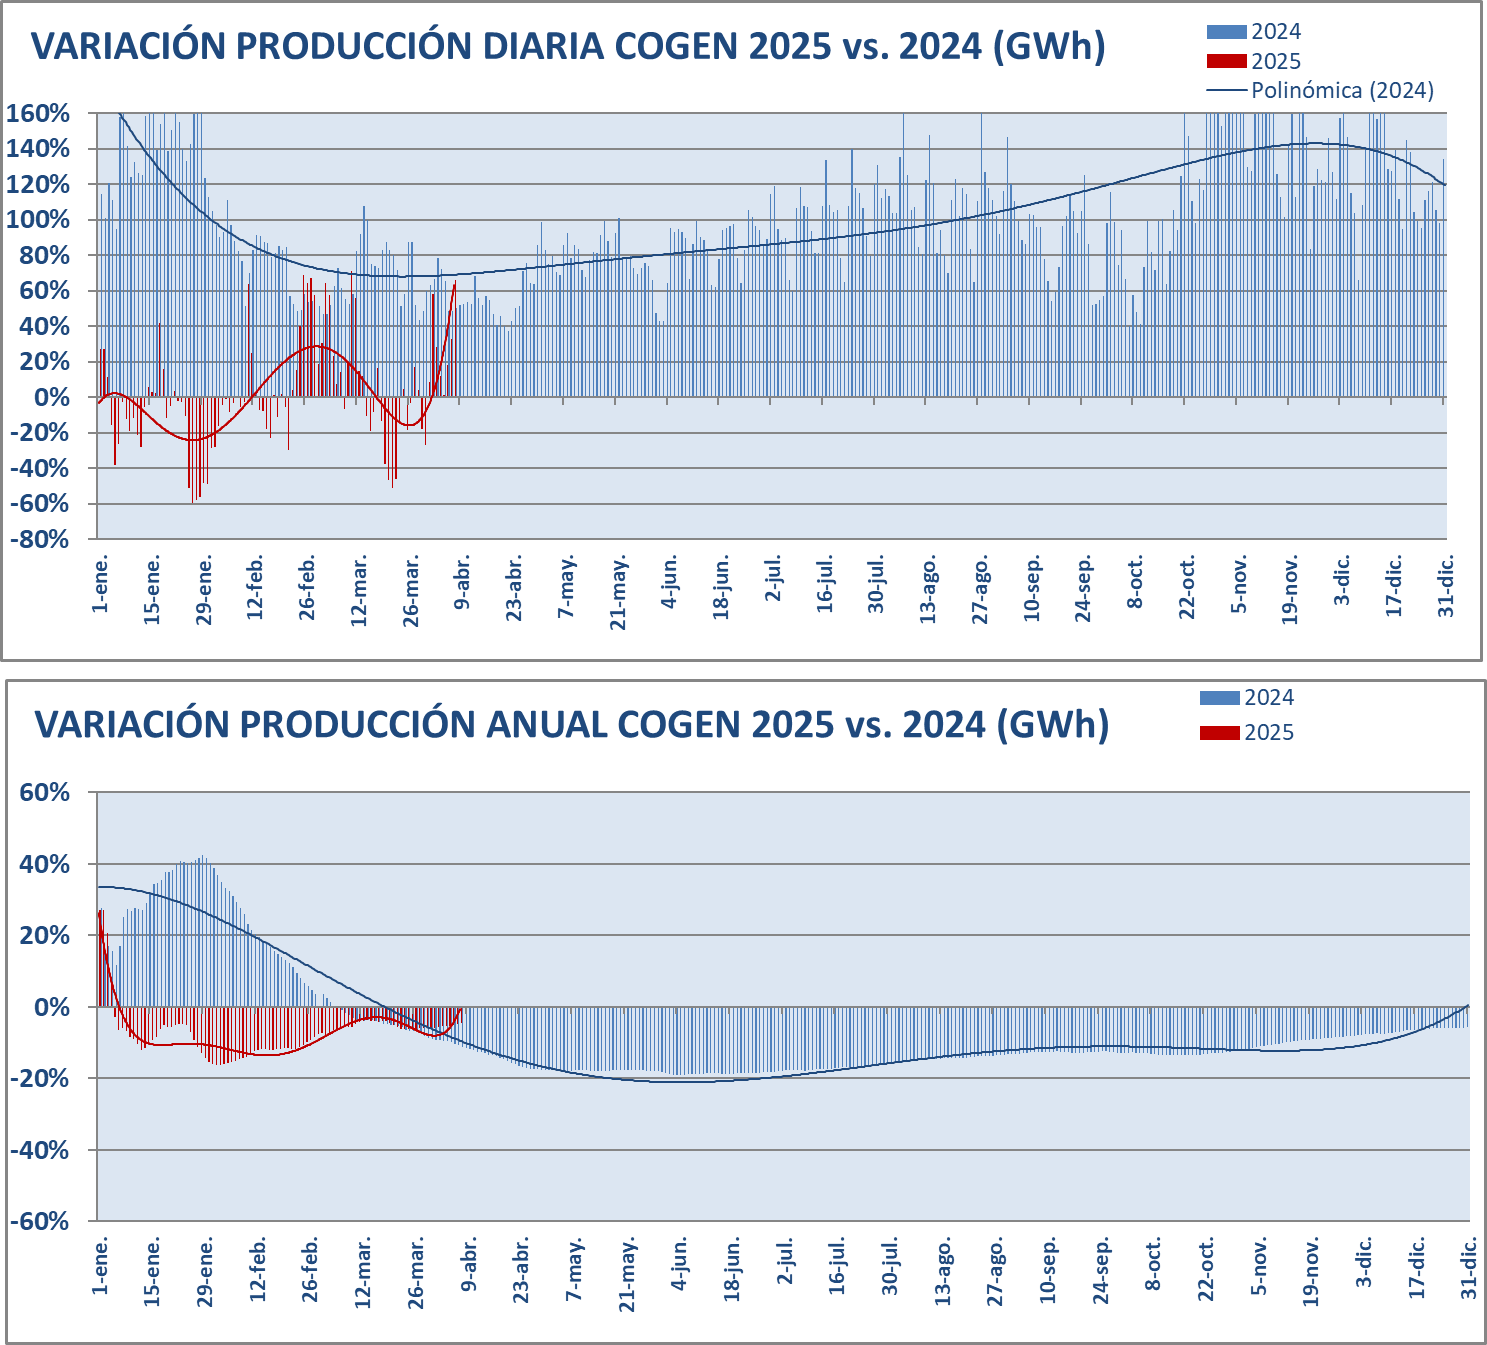 VARIACIÓN PRODUCCIÓN DIARIA COGEN 2025 vs. 2024 (GWh)
2024
2025
Polinómica (2024)
160%
140%
120%
100%
80%
60%
40%
20%
0%
-20%
-40%
-60%
-80%
1-ene.
15-ene.
29-ene.
12-feb.
26-feb.
12-mar.
26-mar.
9-abr.
23-abr.
7-may.
21-may.
4-jun.
18-jun.
2-jul.
16-jul.
30-jul.
13-ago.
27-ago.
10-sep.
24-sep.
8-oct.
22-oct.
5-nov.
19-nov.
3-dic.
17-dic.
31-dic.
VARIACIÓN PRODUCCIÓN ANUAL COGEN 2025 vs. 2024 (GWh)
2024
2025
60%
40%
20%
0%
-20%
-40%
-60%
1-ene.
15-ene.
29-ene.
12-feb.
26-feb.
12-mar.
26-mar.
9-abr.
23-abr.
7-may.
21-may.
4-jun.
18-jun.
2-jul.
16-jul.
30-jul.
13-ago.
27-ago.
10-sep.
24-sep.
8-oct.
22-oct.
5-nov.
19-nov.
3-dic.
17-dic.
31-dic.